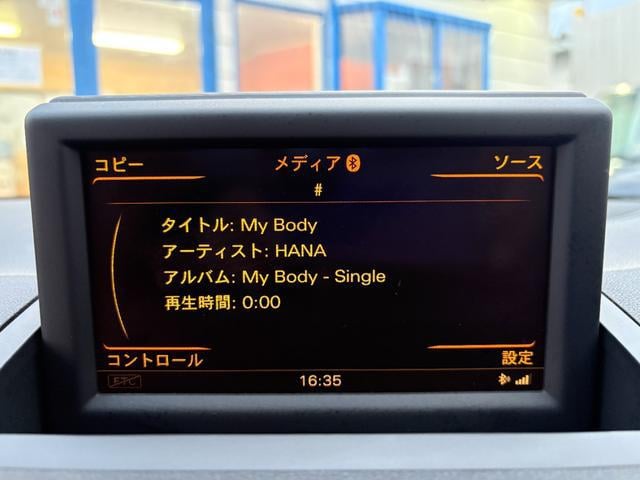 コピー
メディア
ソース
#
タイトル: My Body
アーティスト: HANA
アルバム: My Body - Single
再生時間: 0:00
コントロール
設定
ETC
16:35